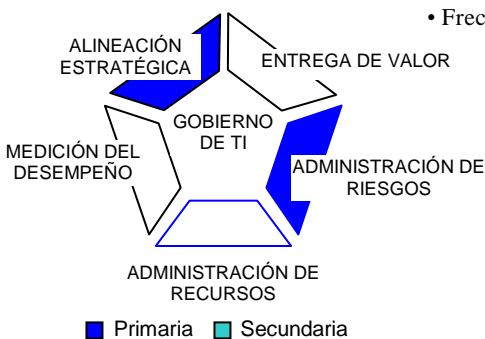 • Frec
ALINEACIÓN
ESTRATÉGICA
ENTREGA DE VALOR
GOBIERNO
DE TI
MEDICIÓN DEL
DESEMPEÑO
ADMINISTRACIÓN DE
RIESGOS
ADMINISTRACIÓN DE
RECURSOS
Primaria Secundaria